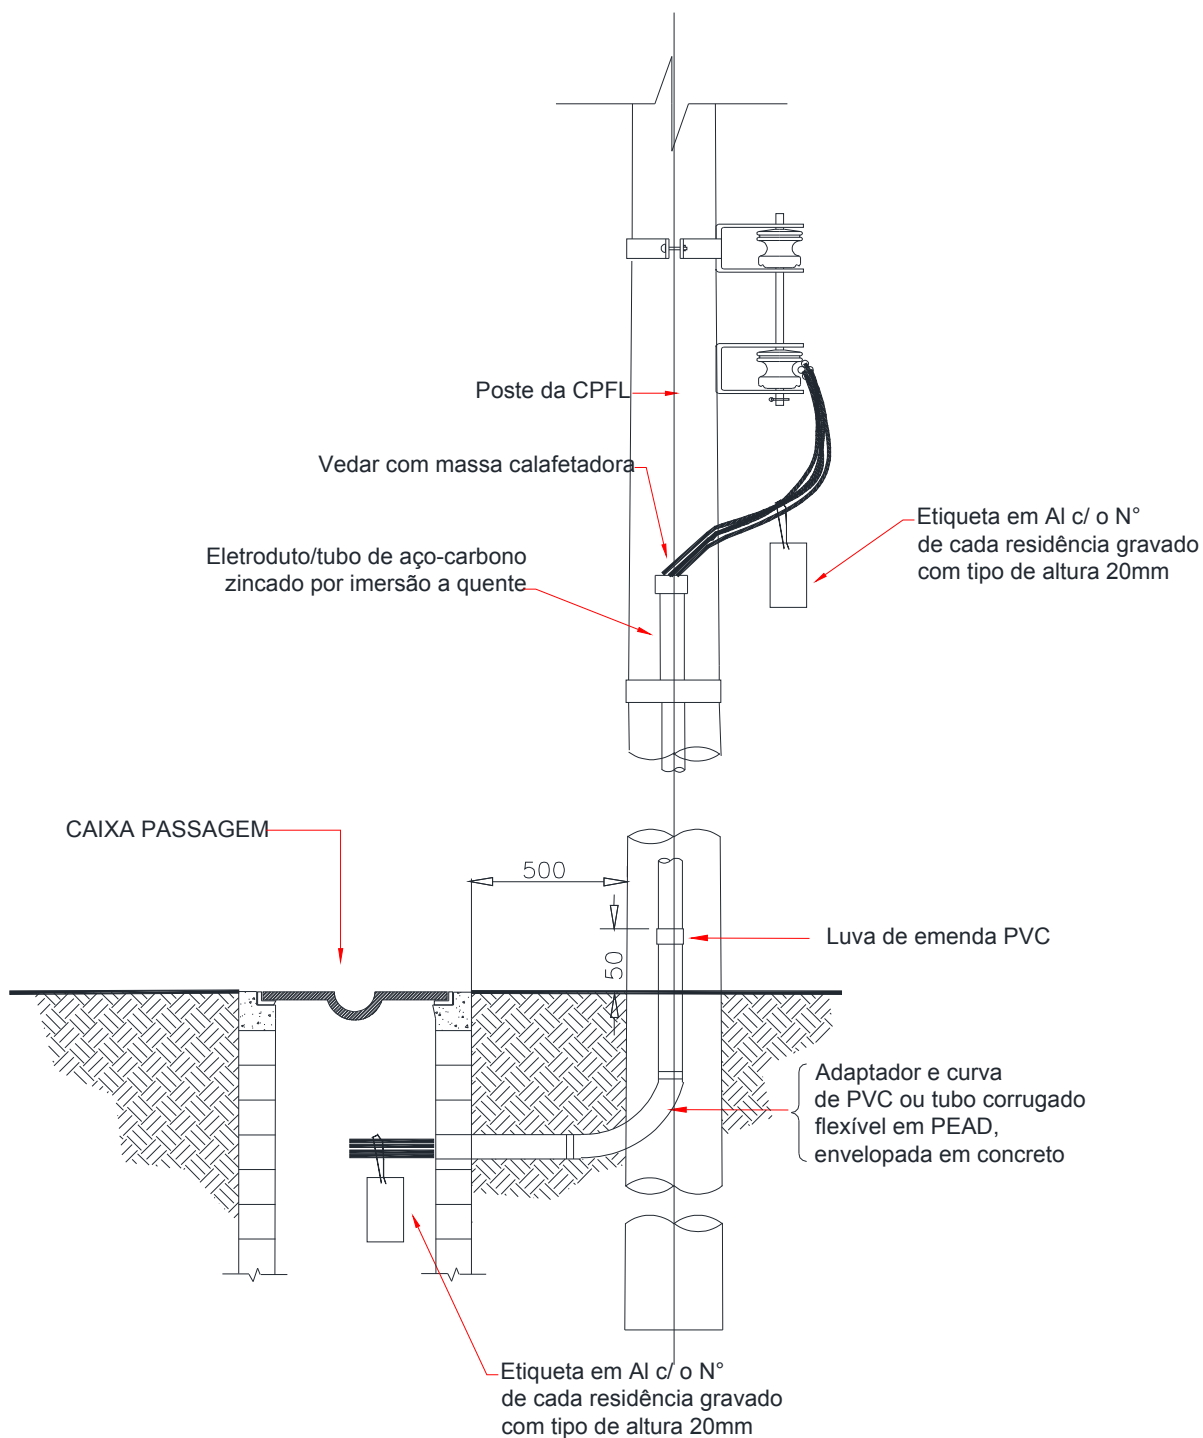 Poste da CPFL
Vedar com massa calafetadora
Etiqueta em Al c/ o N°
de cada residência gravado
com tipo de altura 20mm
Eletroduto/tubo de aço-carbono
zincado por imersão a quente
CAIXA PASSAGEM
500
50
Luva de emenda PVC
Adaptador e curva
de PVC ou tubo corrugado
flexível em PEAD,
envelopada em concreto
Etiqueta em Al c/ o N°
de cada residência gravado
com tipo de altura 20mm